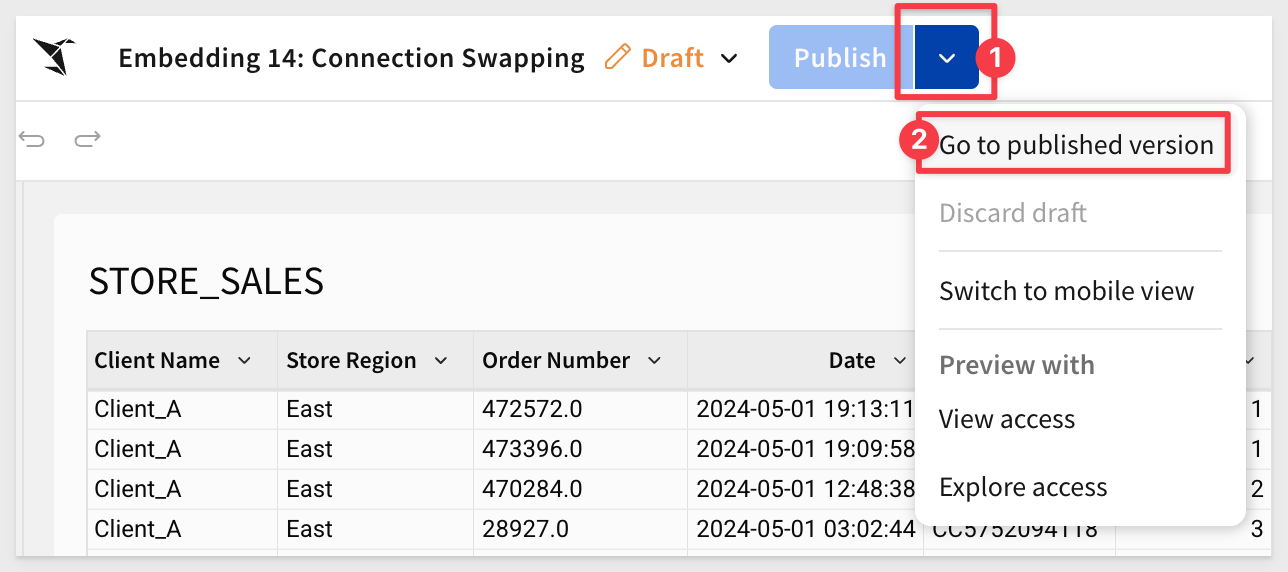 Embedding 14: Connection Swapping Draft Publish 1
2 Go to published version
Discard draft
STORE_SALES
Switch to mobile view
Client Name Store Region Order Number Date Preview with
Client_A East 472572.0 2024-05-01 19:13:11 View access 1
Client_A East 473396.0 2024-05-01 19:09:58 1
Client_A East 470284.0 2024-05-01 12:48:38 Explore access 2
Client_A East 28927.0 2024-05-01 03:02:44 CC5752094118 3